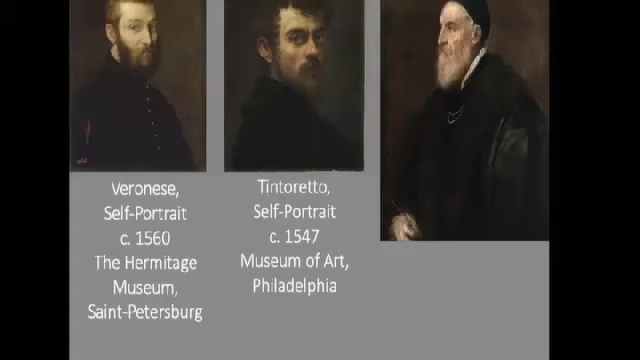 Veronese,
Self-Portrait
c. 1560
The Hermitage
Museum,
Saint-Petersburg
Tintoretto,
Self-Portrait
c. 1547
Museum of Art,
Philadelphia